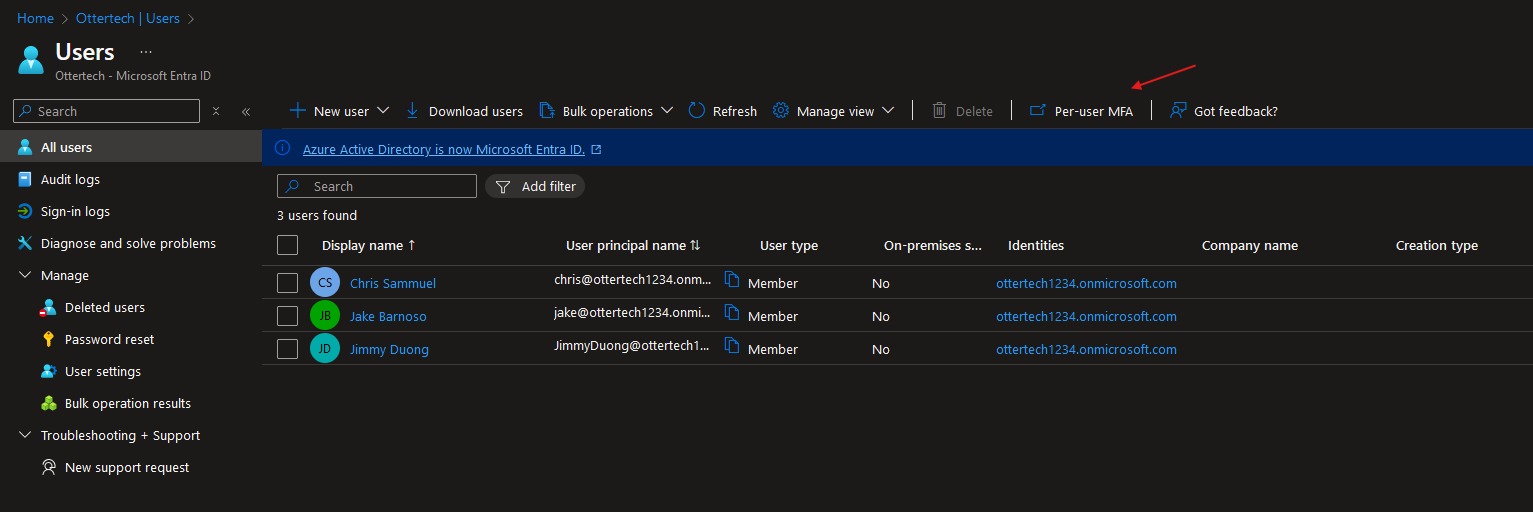 Home > Ottertech | Users >
Users ...
Ottertech - Microsoft Entra ID
Search
New user Download users Bulk operations Refresh Manage view Delete Per-user MFA Got feedback?
All users
Audit logs
Sign-in logs
Diagnose and solve problems
Manage
Deleted users
Password reset
User settings
Bulk operation results
Troubleshooting + Support
New support request
Azure Active Directory is now Microsoft Entra ID.
Search Add filter
3 users found
Display name ↑ User principal name ↑↓ User type On-premises s... Identities Company name Creation type
CS Chris Sammuel chris@ottertech1234.onm... Member No ottertech1234.onmicrosoft.com
JB Jake Barnoso jake@ottertech1234.onmi... Member No ottertech1234.onmicrosoft.com
JD Jimmy Duong JimmyDuong@ottertech1... Member No ottertech1234.onmicrosoft.com